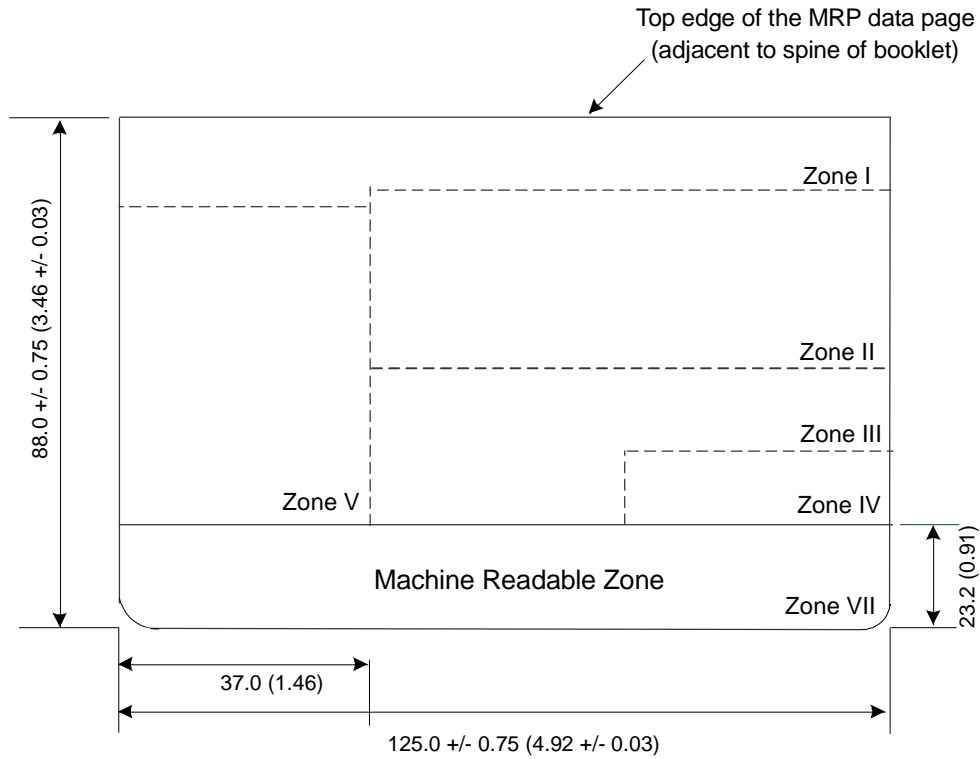 Top edge of the MRP data page
(adjacent to spine of booklet)
Zone I
88.0 +/- 0.75 (3.46 +/- 0.03)
Zone II
Zone III
Zone V
Zone IV
Machine Readable Zone
Zone VII
23.2 (0.91)
37.0 (1.46)
125.0 +/- 0.75 (4.92 +/- 0.03)